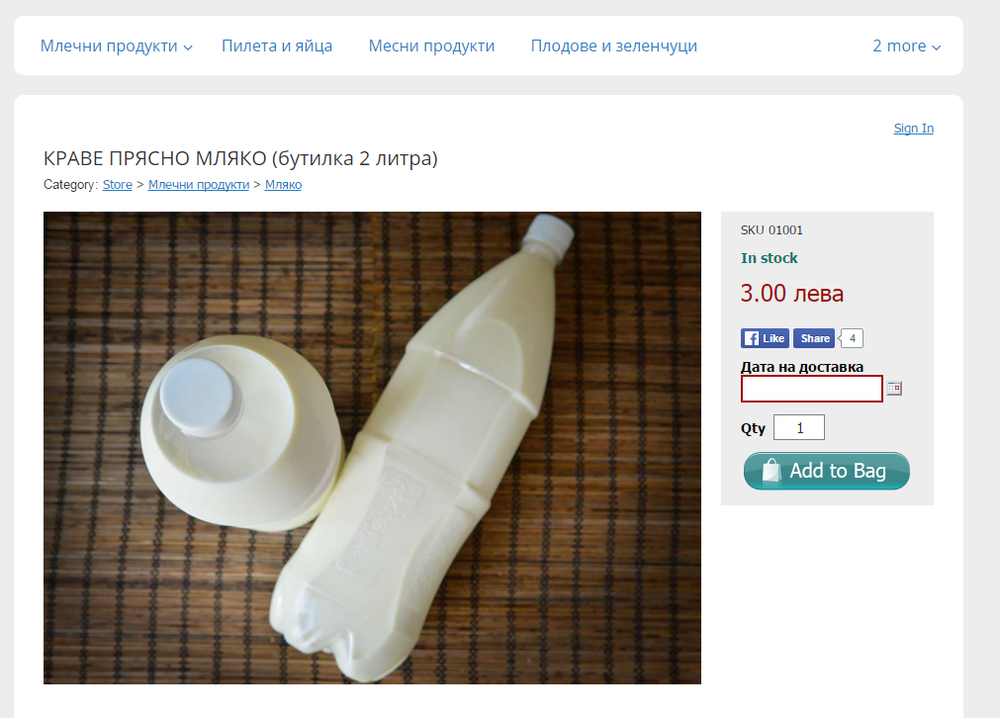 Млечни продукти Пилета и яйца Месни продукти Плодове и зеленчуци 2 more
Sign In
КРАВЕ ПРЯСНО МЛЯКО (бутилка 2 литра)
Category: Store > Млечни продукти > Мляко
SKU 01001
In stock
3.00 лева
Like Share 4
Дата на доставка
Qty 1
Add to Bag